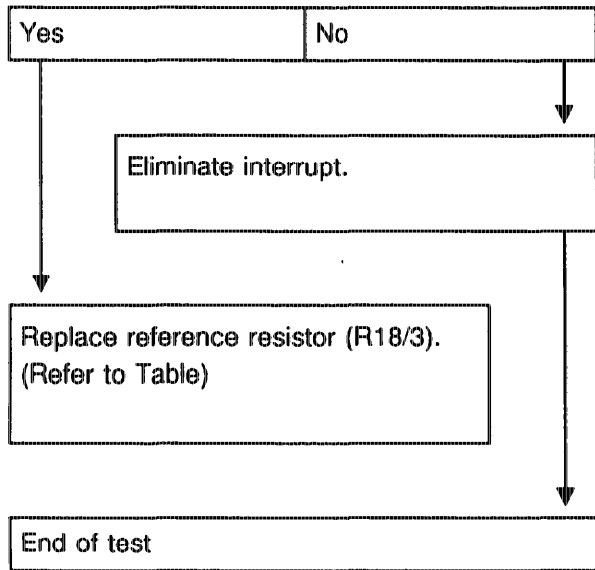 Yes
No
Eliminate interrupt.
Replace reference resistor (R18/3).
(Refer to Table)
End of test